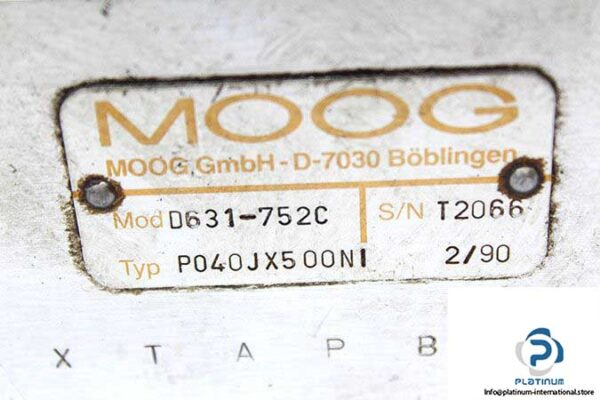 MOOG
MOOG GmbH - D-7030 Böblingen
Mod D631-752C S/N T2066
Typ P040JX500NI 2/90
X T A P B
PLATINUM
Info@platinum-international.store